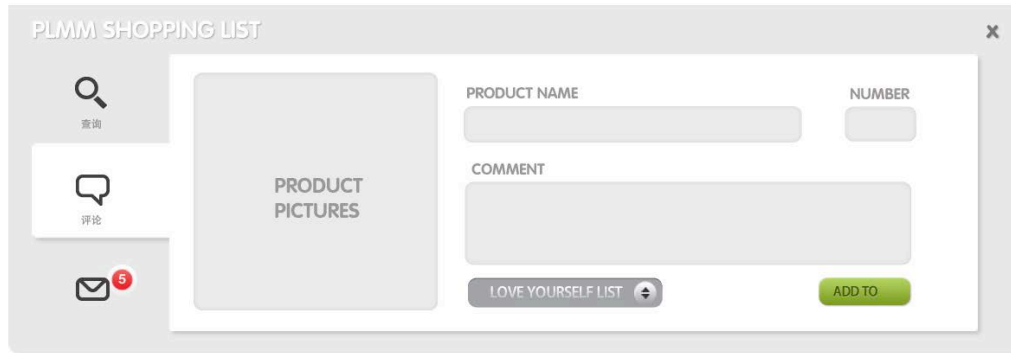 PLMM SHOPPING LIST
查询
评论
5
PRODUCT
PICTURES
PRODUCT NAME
NUMBER
COMMENT
LOVE YOURSELF LIST
ADD TO